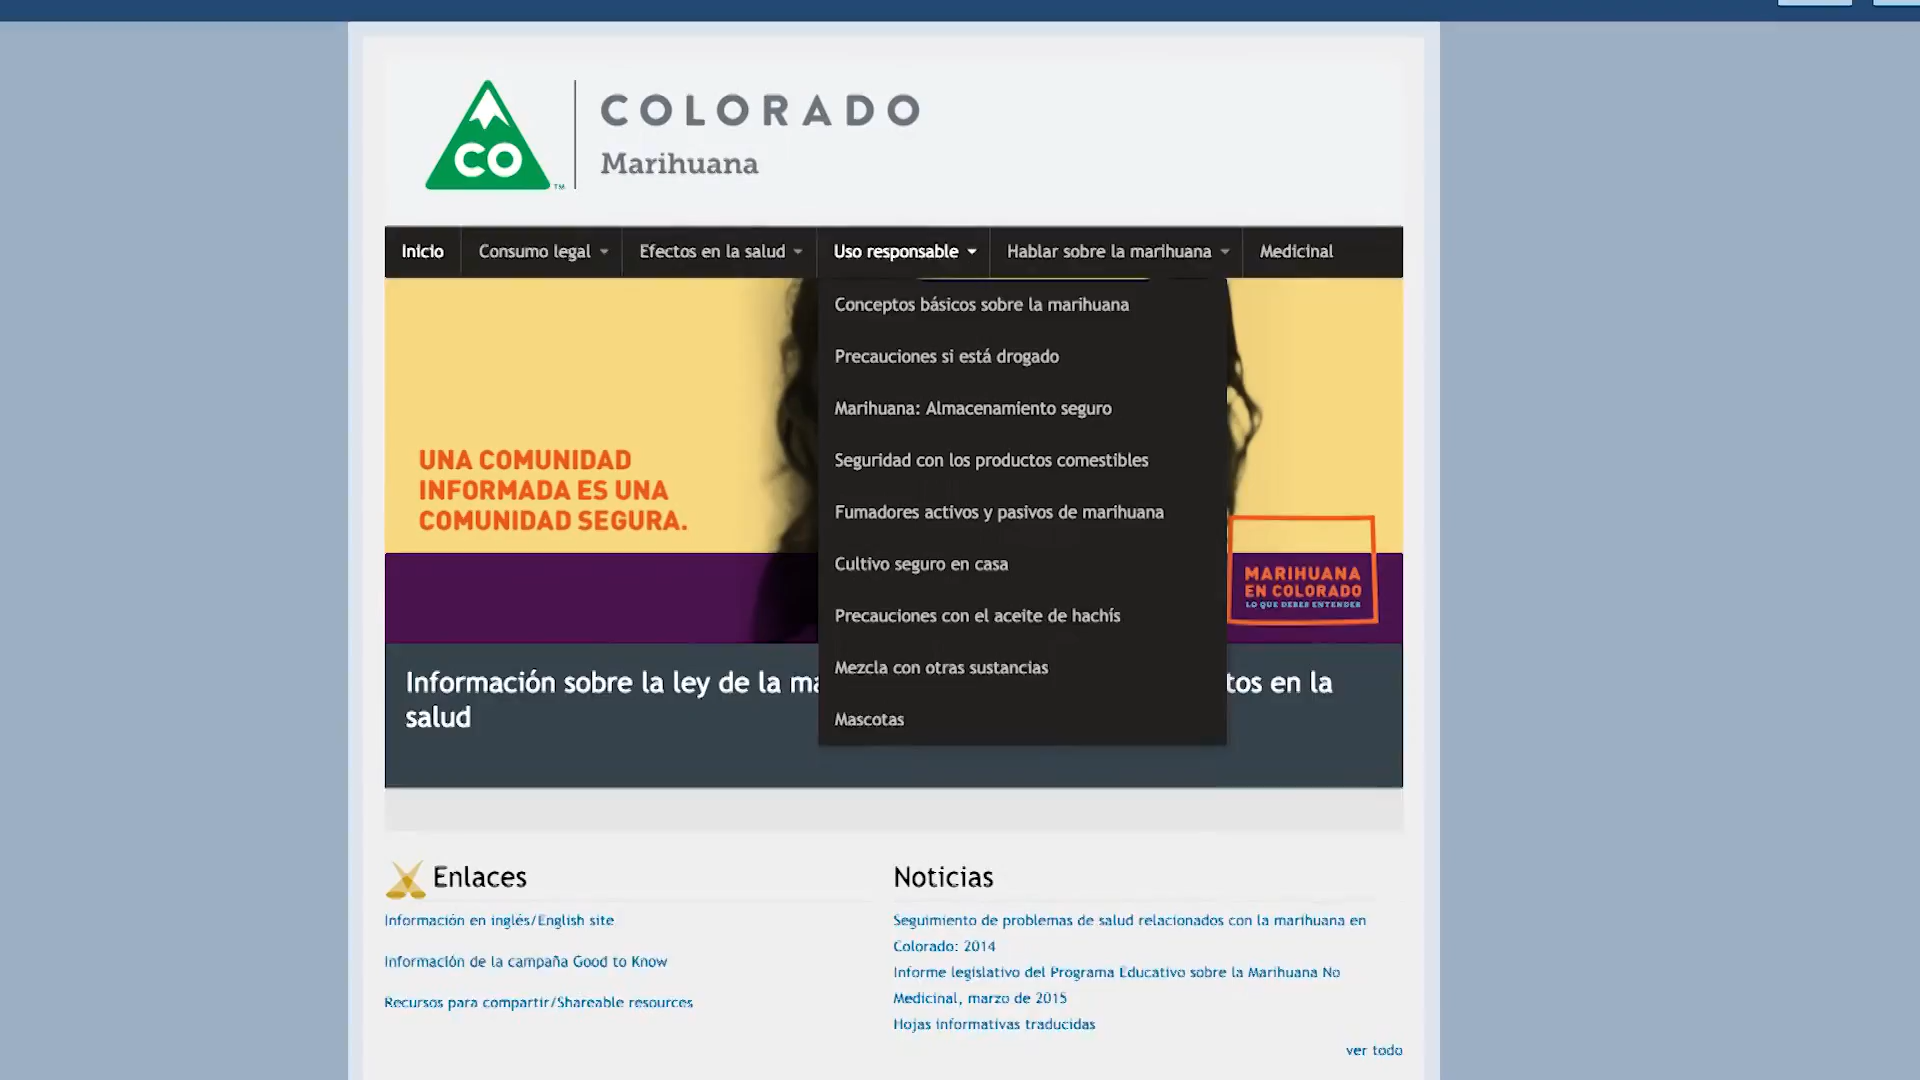 CO
TM
COLORADO
Marihuana
Inicio
Consumo legal
Efectos en la salud
Uso responsable
Hablar sobre la marihuana
Medicinal
Conceptos básicos sobre la marihuana
Precauciones si está drogado
Marihuana: Almacenamiento seguro
Seguridad con los productos comestibles
Fumadores activos y pasivos de marihuana
Cultivo seguro en casa
Precauciones con el aceite de hachís
Mezcla con otras sustancias
Mascotas
UNA COMUNIDAD
INFORMADA ES UNA
COMUNIDAD SEGURA.
MARIHUANA
EN COLORADO
LO QUE DEBES ENTENDER
Información sobre la ley de la
en la
salud
Enlaces
Información en inglés/English site
Información de la campaña Good to Know
Recursos para compartir/Shareable resources
Noticias
Seguimiento de problemas de salud relacionados con la marihuana en
Colorado: 2014
Informe legislativo del Programa Educativo sobre la Marihuana No
Medicinal, marzo de 2015
Hojas informativas traducidas
ver todo